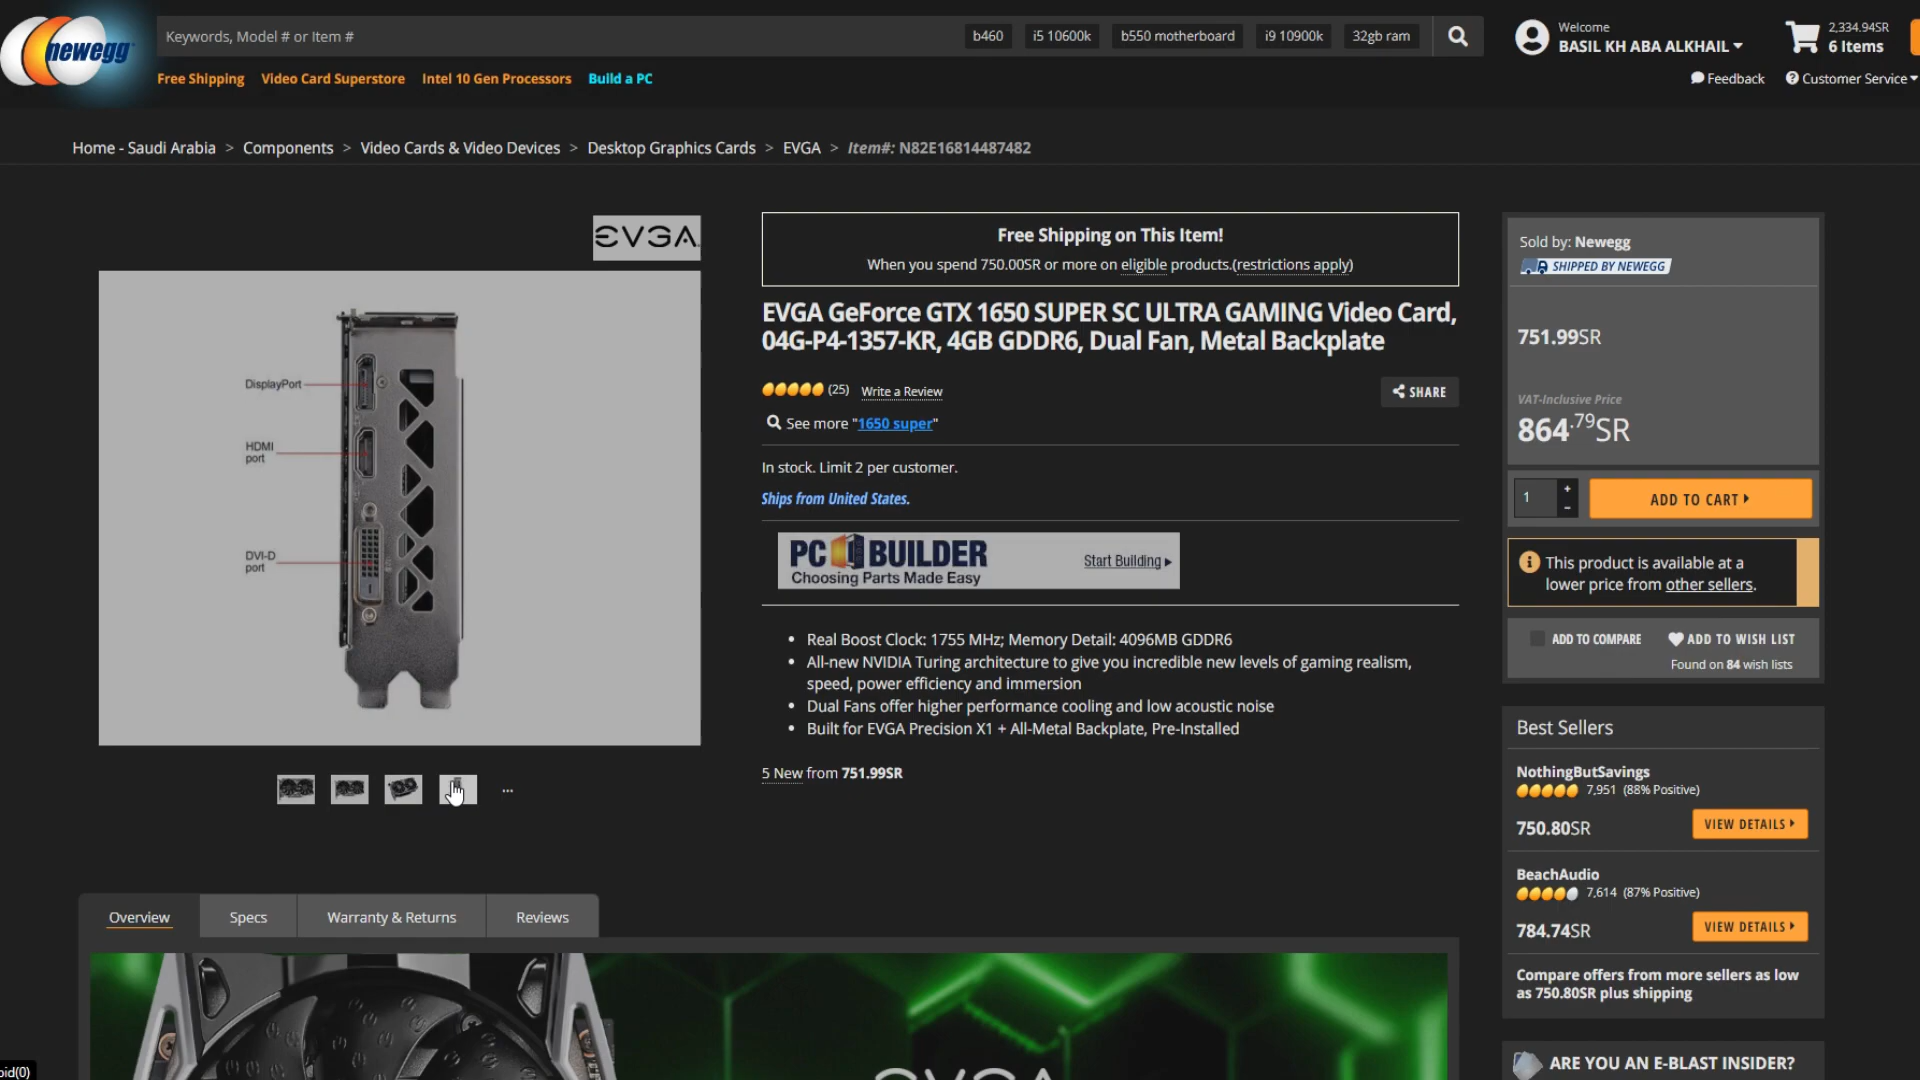 newegg
Keywords, Model # or Item #
b460
i5 10600k
b550 motherboard
i9 10900k
32gb ram
Welcome
BASIL KH ABA ALKHAIL
2,334.94SR
6 Items
Free Shipping
Video Card Superstore
Intel 10 Gen Processors
Build a PC
Feedback
Customer Service
Home - Saudi Arabia > Components > Video Cards & Video Devices > Desktop Graphics Cards > EVGA > Item#: N82E16814487482
EVGA
DisplayPort
HDMI
port
DVI-D
port
...
Free Shipping on This Item!
When you spend 750.00SR or more on eligible products.(restrictions apply)
EVGA GeForce GTX 1650 SUPER SC ULTRA GAMING Video Card,
04G-P4-1357-KR, 4GB GDDR6, Dual Fan, Metal Backplate
(25) Write a Review
SHARE
See more "1650 super"
In stock. Limit 2 per customer.
Ships from United States.
PC BUILDER
Choosing Parts Made Easy
Start Building
• Real Boost Clock: 1755 MHz; Memory Detail: 4096MB GDDR6
• All-new NVIDIA Turing architecture to give you incredible new levels of gaming realism,
speed, power efficiency and immersion
• Dual Fans offer higher performance cooling and low acoustic noise
• Built for EVGA Precision X1 + All-Metal Backplate, Pre-Installed
5 New from 751.99SR
Sold by: Newegg
SHIPPED BY NEWEGG
751.99SR
VAT-Inclusive Price
864.79SR
1
+
-
ADD TO CART
This product is available at a
lower price from other sellers.
ADD TO COMPARE
ADD TO WISH LIST
Found on 84 wish lists
Best Sellers
NothingButSavings
7,951 (88% Positive)
750.80SR
VIEW DETAILS
BeachAudio
7,614 (87% Positive)
784.74SR
VIEW DETAILS
Compare offers from more sellers as low
as 750.80SR plus shipping
ARE YOU AN E-BLAST INSIDER?
Overview
Specs
Warranty & Returns
Reviews
EVGA
oid(0)